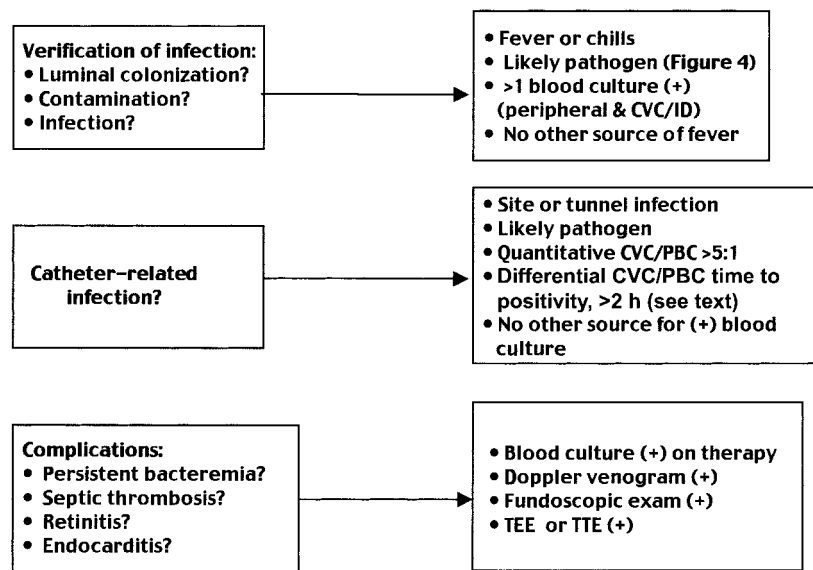 Verification of infection:
• Luminal colonization?
• Contamination?
• Infection?
• Fever or chills
• Likely pathogen (Figure 4)
• >1 blood culture (+)
(peripheral & CVC/ID)
• No other source of fever
Catheter-related
infection?
• Site or tunnel infection
• Likely pathogen
• Quantitative CVC/PBC >5:1
• Differential CVC/PBC time to
positivity, >2 h (see text)
• No other source for (+) blood
culture
Complications:
• Persistent bacteremia?
• Septic thrombosis?
• Retinitis?
• Endocarditis?
• Blood culture (+) on therapy
• Doppler venogram (+)
• Fundoscopic exam (+)
• TEE or TTE (+)